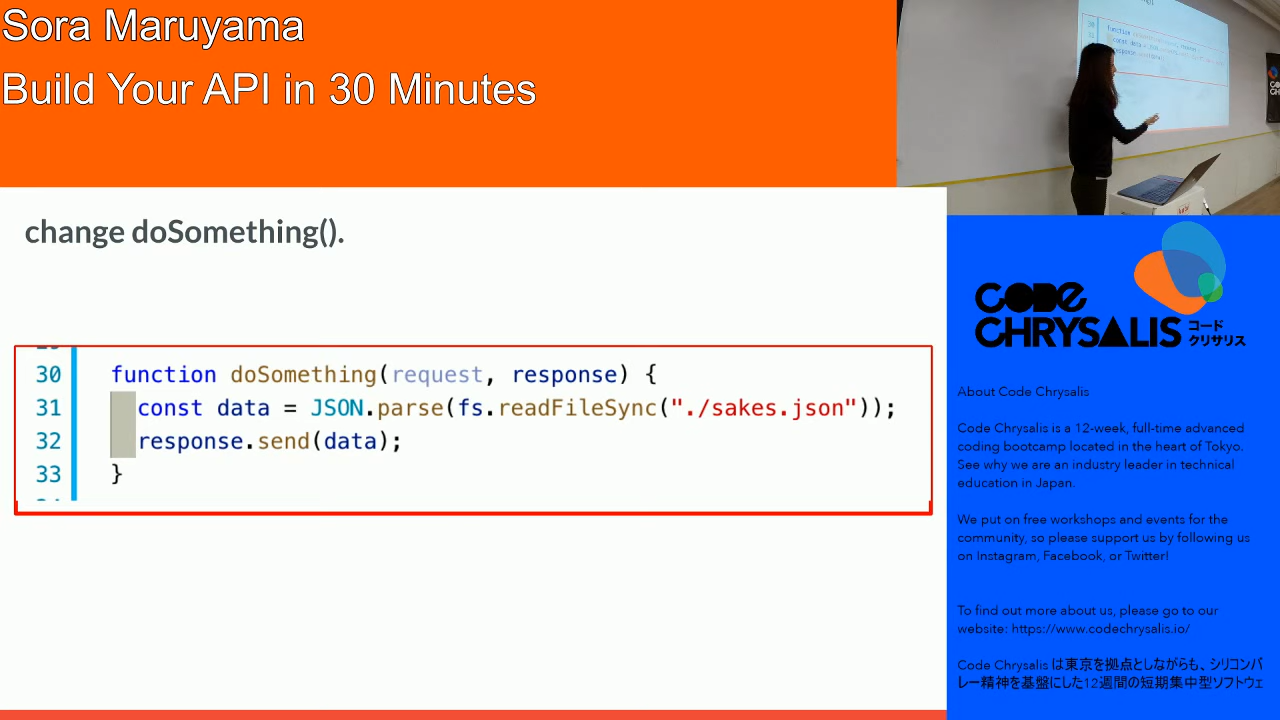 Sora Maruyama
Build Your API in 30 Minutes
change doSomething().
30 function doSomething(request, response) {
31 const data = JSON.parse(fs.readFileSync("./sakes.json"));
32 response.send(data);
33 }
CODE
CHRYSALIS コード
クリサリス
About Code Chrysalis
Code Chrysalis is a 12-week, full-time advanced
coding bootcamp located in the heart of Tokyo.
See why we are an industry leader in technical
education in Japan.
We put on free workshops and events for the
community, so please support us by following us
on Instagram, Facebook, or Twitter!
To find out more about us, please go to our
website: https://www.codechrysalis.io/
Code Chrysalis は東京を拠点としながらも、シリコンバ
レー精神を基盤にした12週間の短期集中型ソフトウェ